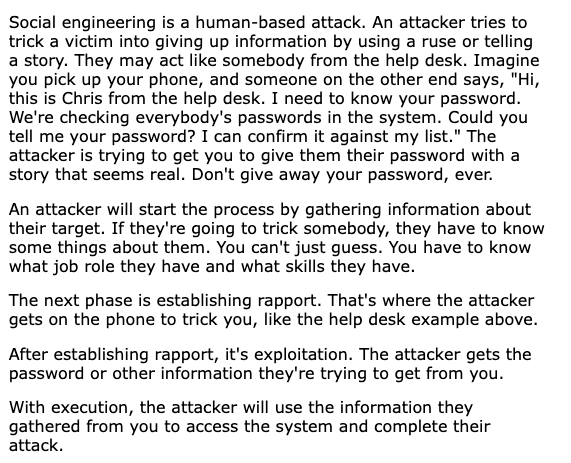 Social engineering is a human-based attack. An attacker tries to
trick a victim into giving up information by using a ruse or telling
a story. They may act like somebody from the help desk. Imagine
you pick up your phone, and someone on the other end says, "Hi,
this is Chris from the help desk. I need to know your password.
We're checking everybody's passwords in the system. Could you
tell me your password? I can confirm it against my list." The
attacker is trying to get you to give them their password with a
story that seems real. Don't give away your password, ever.
An attacker will start the process by gathering information about
their target. If they're going to trick somebody, they have to know
some things about them. You can't just guess. You have to know
what job role they have and what skills they have.
The next phase is establishing rapport. That's where the attacker
gets on the phone to trick you, like the help desk example above.
After establishing rapport, it's exploitation. The attacker gets the
password or other information they're trying to get from you.
With execution, the attacker will use the information they
gathered from you to access the system and complete their
attack.